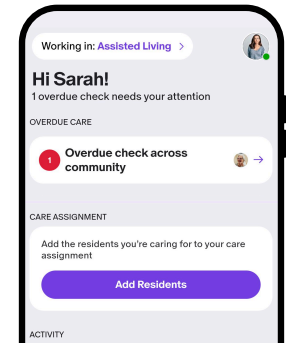 Working in: Assisted Living >
Hi Sarah!
1 overdue check needs your attention
OVERDUE CARE
1
Overdue check across
community
CARE ASSIGNMENT
Add the residents you're caring for to your care
assignment
Add Residents
ACTIVITY